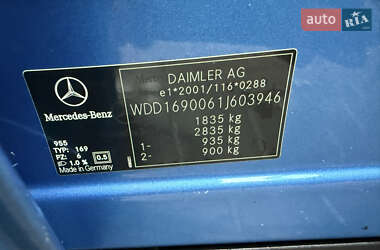 auto RIA
DAIMLER AG
e1*2001/116*0288
WDD1690061J603946
Mercedes-Benz
1835 kg
2835 kg
1- 935 kg
2- 900 kg
955
TYP: 169
PZ: 6
1.0 % 0.5
Made in Germany